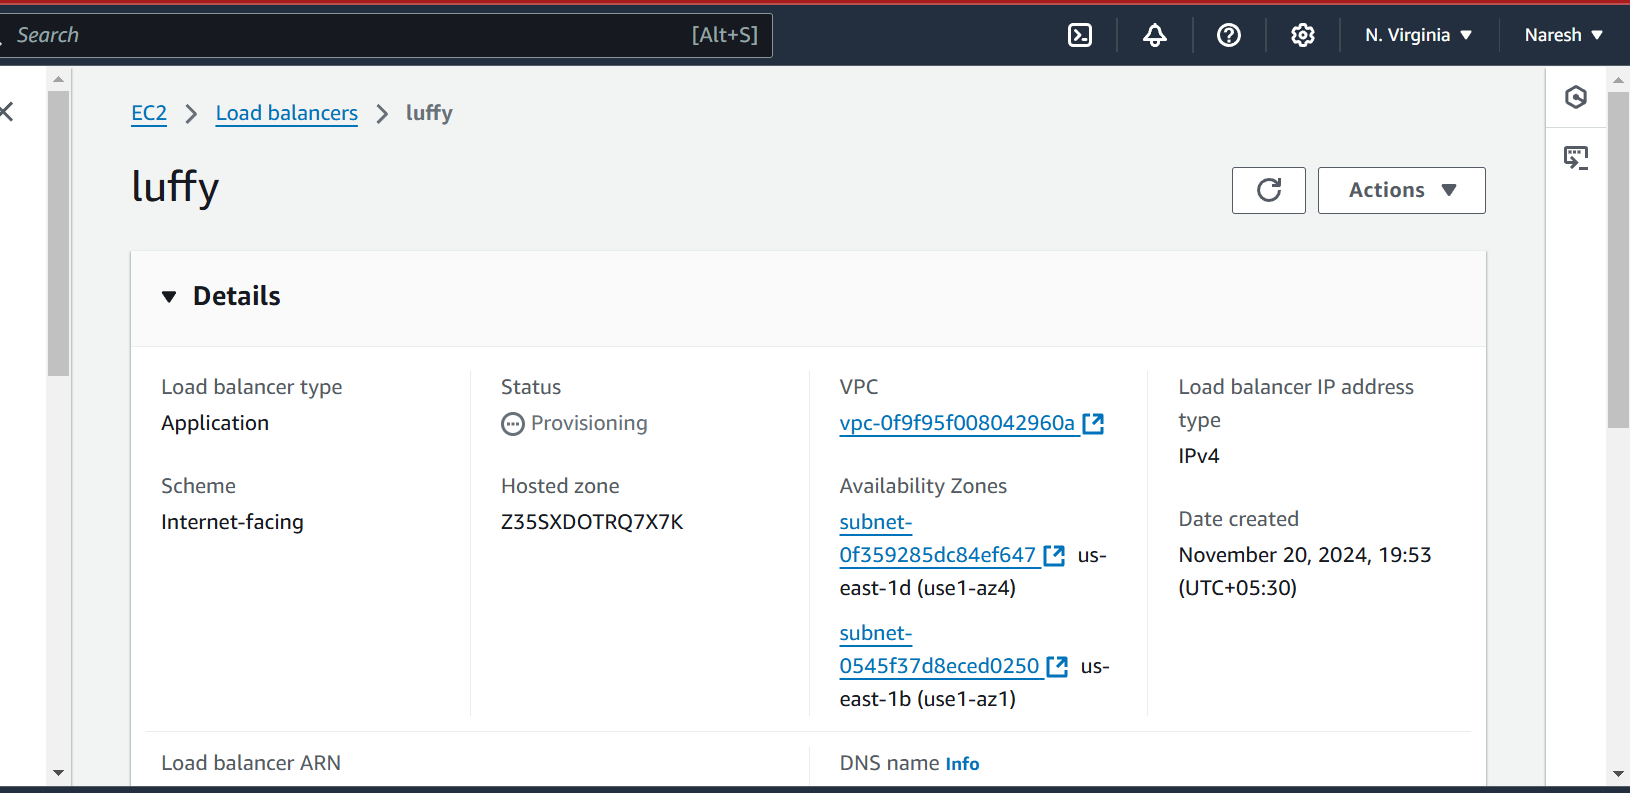 Search [Alt+S] N. Virginia Naresh
EC2 Load balancers luffy
luffy
Actions
Details
Load balancer type
Application
Scheme
Internet-facing
Status
Provisioning
Hosted zone
Z35SXDOTRQ7X7K
VPC
vpc-0f9f95f008042960a
Availability Zones
subnet-
0f359285dc84ef647 us-
east-1d (use1-az4)
subnet-
0545f37d8eced0250 us-
east-1b (use1-az1)
Load balancer IP address
type
IPv4
Date created
November 20, 2024, 19:53
(UTC+05:30)
Load balancer ARN
DNS name Info